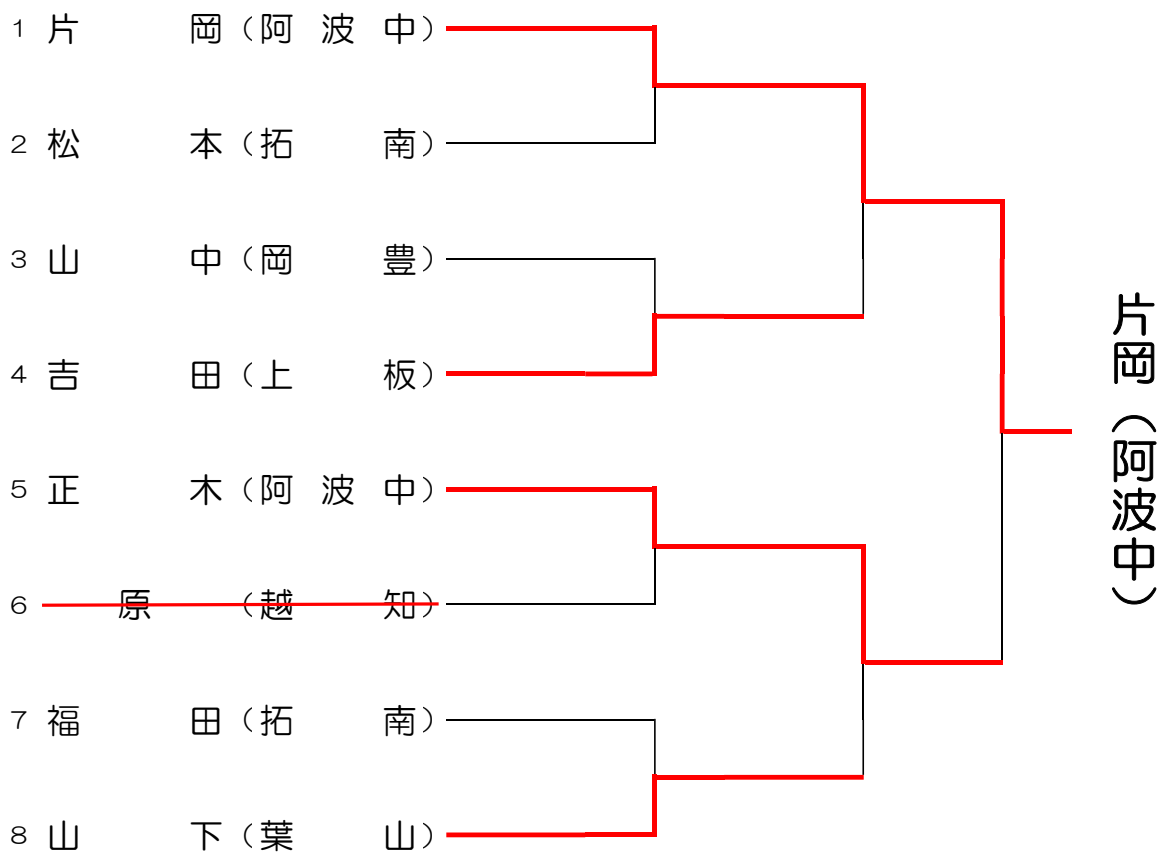 1 片岡（阿波中）
2 松本（拓南）
3 山中（岡豊）
4 吉田（上板）
5 正木（阿波中）
6 原（越知）
7 福田（拓南）
8 山下（葉山）
片岡（阿波中）